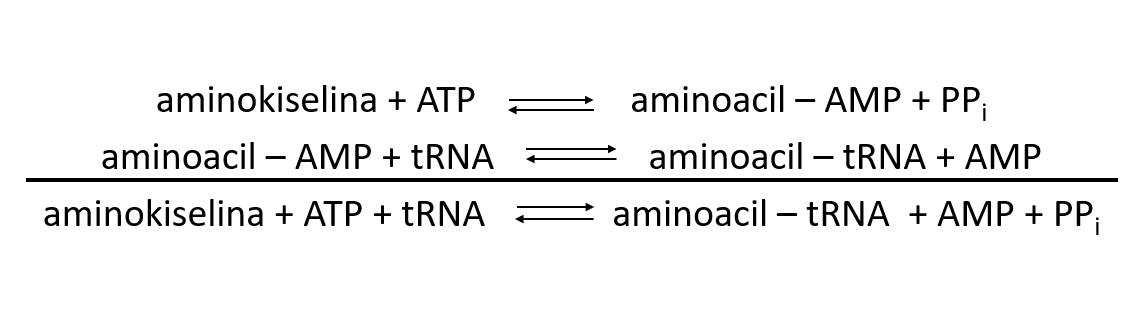 aminokiselina + ATP ⇌ aminoacil – AMP + PPi
aminoacil – AMP + tRNA ⇌ aminoacil – tRNA + AMP
aminokiselina + ATP + tRNA ⇌ aminoacil – tRNA + AMP + PPi